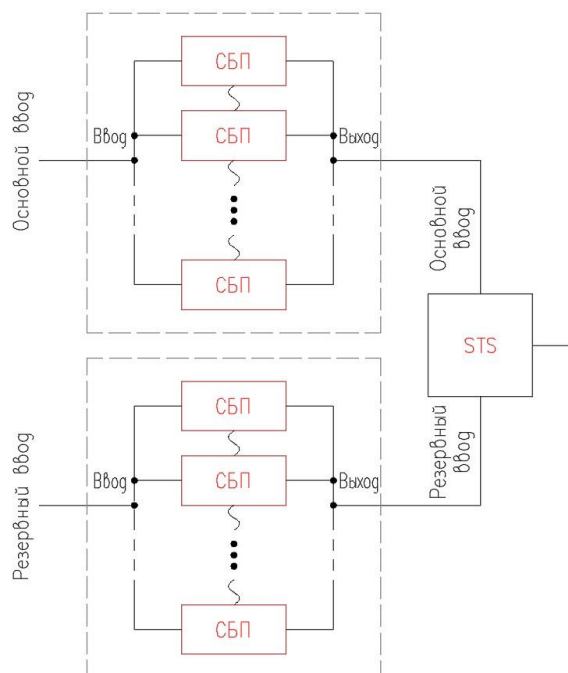 СБП
Ввод
СБП
Выход
Основной ввод
СБП
Основной
ввод
STS
СБП
Ввод
СБП
Выход
Резервный ввод
Резервный
ввод
СБП